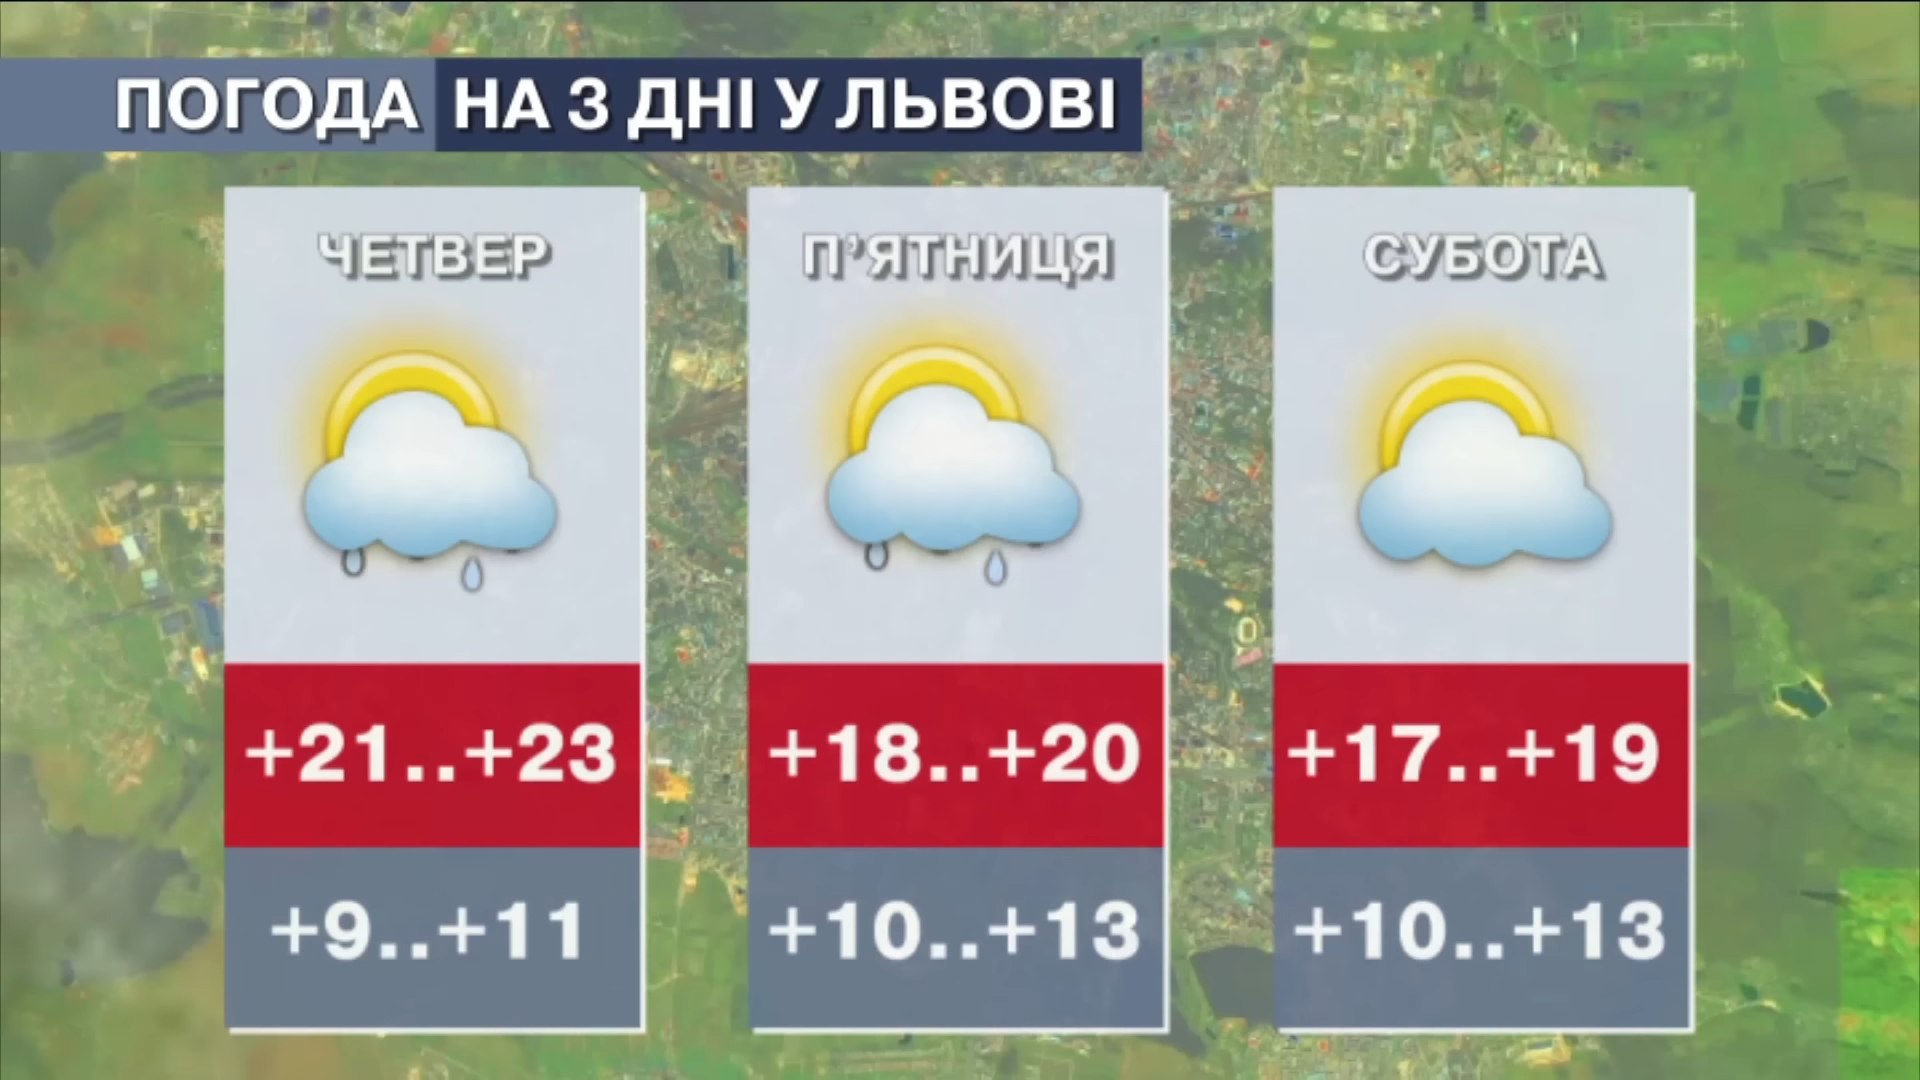 ПОГОДА НА 3 ДНІ У ЛЬВОВІ
ЧЕТВЕР
+21..+23
+9..+11
П’ЯТНИЦЯ
+18..+20
+10..+13
СУБОТА
+17..+19
+10..+13